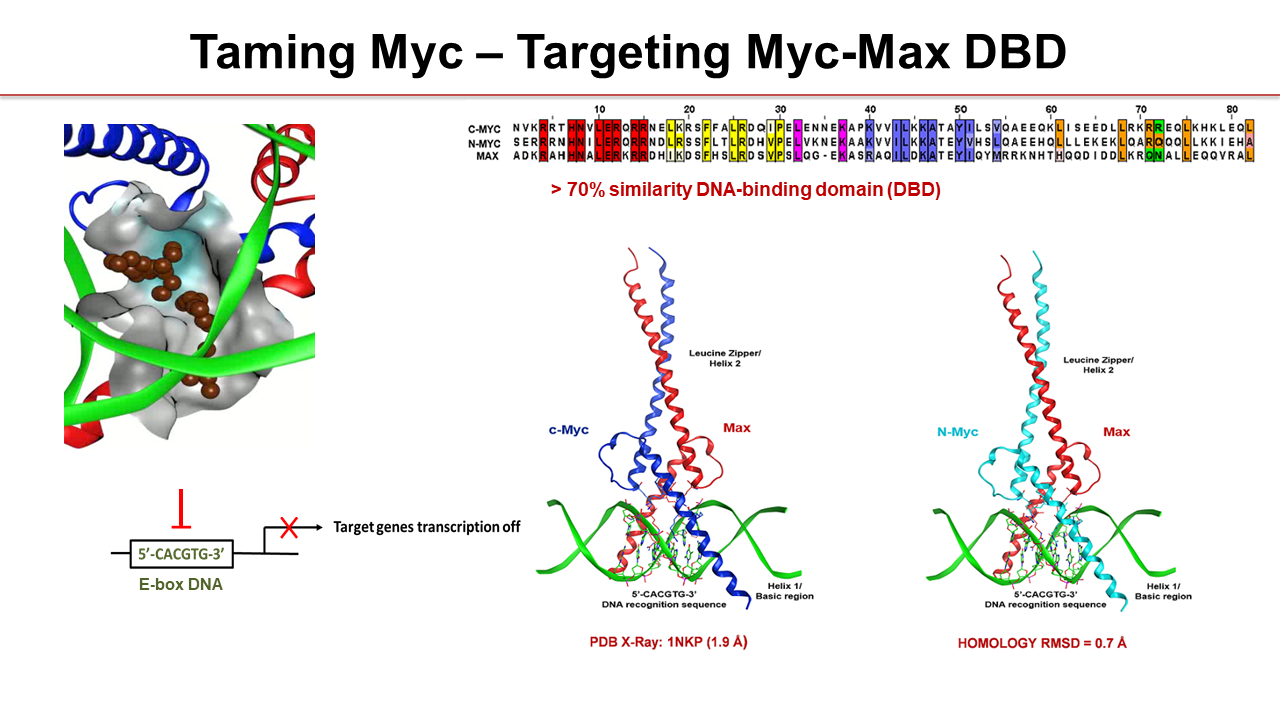 Taming Myc – Targeting Myc-Max DBD
10 20 30 40 50 60 70 80
C-MYC NVKRRTHNVLERQRRNELKRSFFALRDQIPELENNEKAPKVVILKKATAYILSVQAEEQKLISEEDLLRKRREQLKHKLEQL
N-MYC SERRRNHNILERQRRNDLRSSFLTLRDHVPELVKNEKAAKVVILKKATEYVHSLQAEEHQLLLEKEKLQARQQQLLKKIEHA
MAX ADKRAHHNALERKRRDHIKDSFHSLRDSVPSLQG-EKASRAQILDKATEYIQYMRRKNHTHQQDIDDLKRQNALLEQQVRAL
> 70% similarity DNA-binding domain (DBD)
Leucine Zipper/
Helix 2
c-Myc
Max
5'-CACGTG-3'
DNA recognition sequence
Helix 1/
Basic region
PDB X-Ray: 1NKP (1.9 Å)
Leucine Zipper/
Helix 2
N-Myc
Max
5'-CACGTG-3'
DNA recognition sequence
Helix 1/
Basic region
HOMOLOGY RMSD = 0.7 Å
Target genes transcription off
5’-CACGTG-3’
E-box DNA